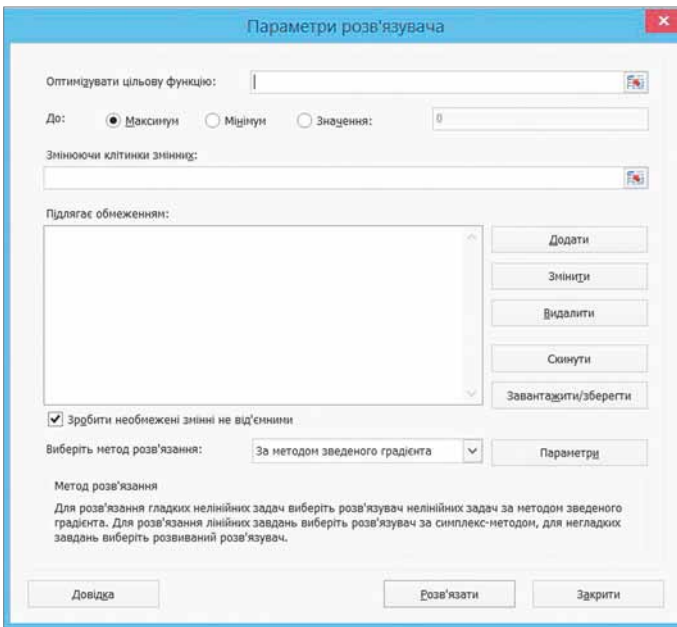 Параметри розв'язувача
Оптимізувати цільову функцію:
До: Максимум Мінімум Значення: 0
Змінюючи клітинки змінних:
Підлягає обмеженням:
Додати
Змінити
Видалити
Скинути
Завантажити/зберегти
Зробити необмежені змінні не від'ємними
Виберіть метод розв'язання: За методом зведеного градієнта Параметри
Метод розв'язання
Для розв'язання гладких нелінійних задач виберіть розв'язувач нелінійних задач за методом зведеного
градієнта. Для розв'язання лінійних завдань виберіть розв'язувач за симплекс-методом, для негладких
завдань виберіть розвиваний розв'язувач.
Довідка Розв'язати Закрити